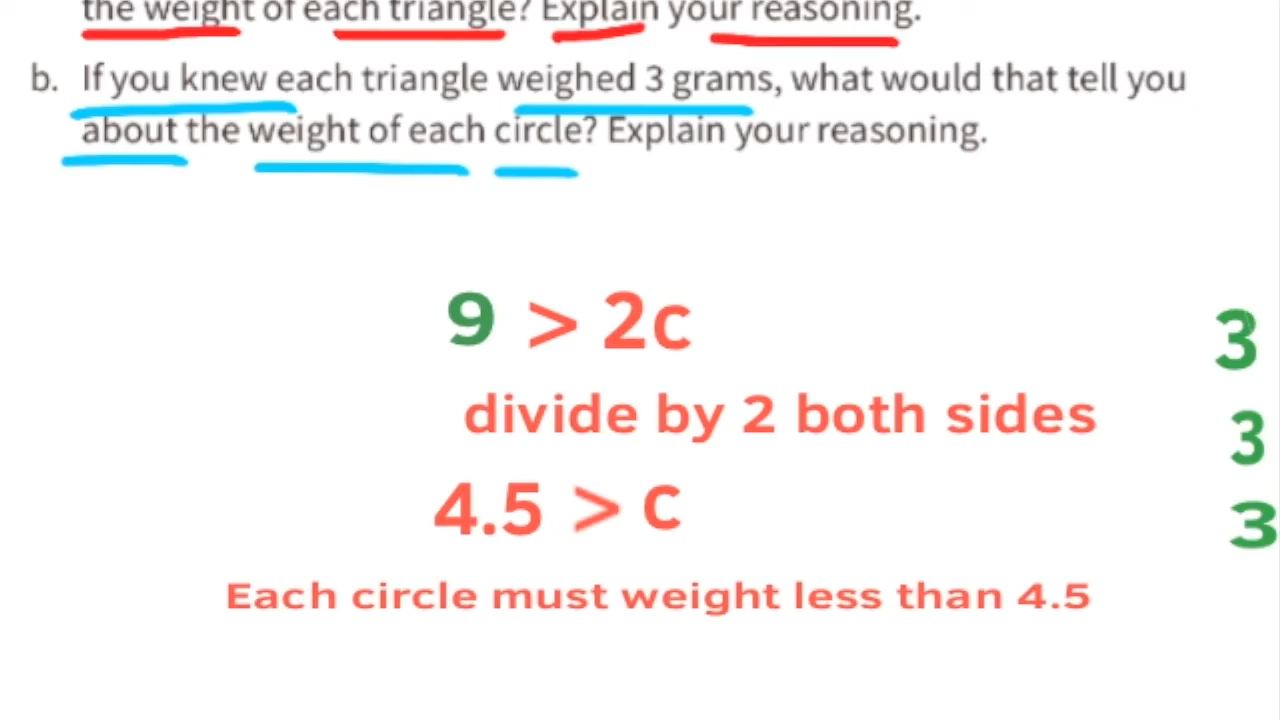 the weight of each triangle? Explain your reasoning.
b. If you knew each triangle weighed 3 grams, what would that tell you
about the weight of each circle? Explain your reasoning.
9 > 2c
3
divide by 2 both sides
3
4.5 > c
3
Each circle must weight less than 4.5